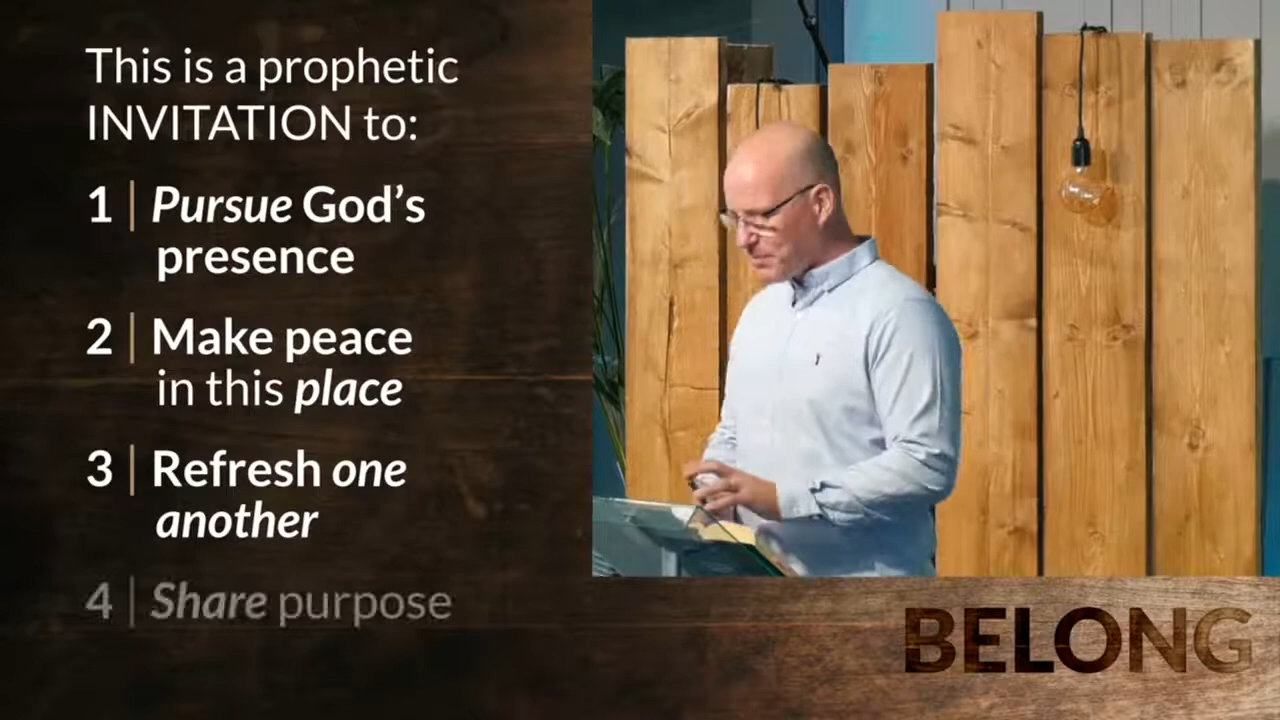 This is a prophetic
INVITATION to:
1 | Pursue God’s
presence
2 | Make peace
in this place
3 | Refresh one
another
4 | Share purpose
BELONG